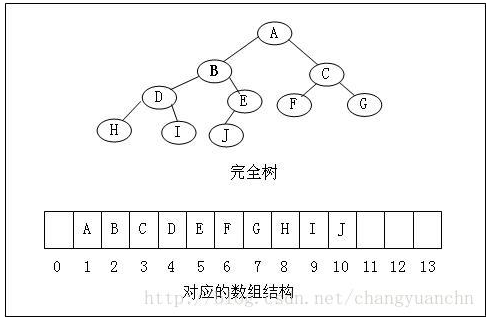 A
B
C
D
E
F
G
H
I
J
完全树
A B C D E F G H I J
0 1 2 3 4 5 6 7 8 9 10 11 12 13
对应的数组结构
http://blog.csdn.net/changyuanchn